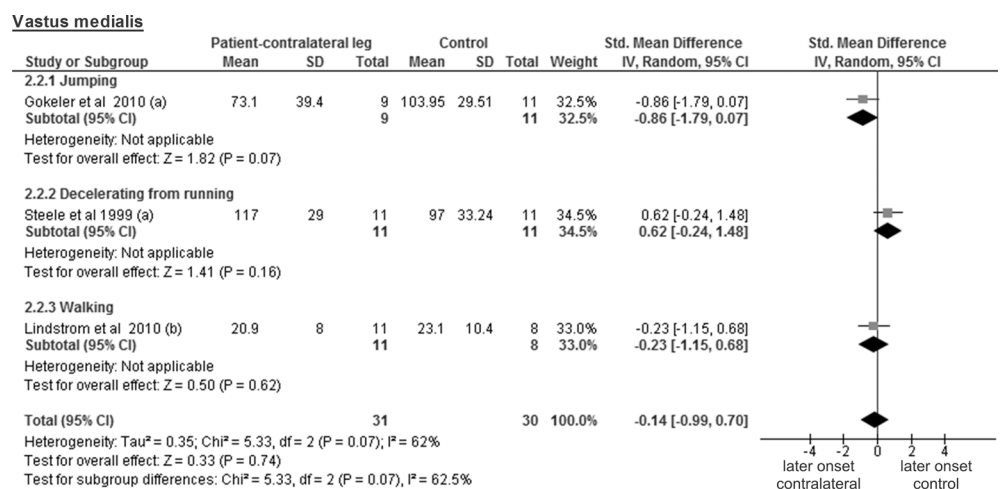 Vastus medialis
Patient-contralateral leg Control Std. Mean Difference Std. Mean Difference
Study or Subgroup Mean SD Total Mean SD Total Weight IV, Random, 95% CI IV, Random, 95% CI
2.2.1 Jumping
Gokeler et al 2010 (a) 73.1 39.4 9 103.95 29.51 11 32.5% -0.86 [-1.79, 0.07]
Subtotal (95% CI) 9 11 32.5% -0.86 [-1.79, 0.07]
Heterogeneity: Not applicable
Test for overall effect: Z = 1.82 (P = 0.07)
2.2.2 Decelerating from running
Steele et al 1999 (a) 117 29 11 97 33.24 11 34.5% 0.62 [-0.24, 1.48]
Subtotal (95% CI) 11 11 34.5% 0.62 [-0.24, 1.48]
Heterogeneity: Not applicable
Test for overall effect: Z = 1.41 (P = 0.16)
2.2.3 Walking
Lindstrom et al 2010 (b) 20.9 8 11 23.1 10.4 8 33.0% -0.23 [-1.15, 0.68]
Subtotal (95% CI) 11 8 33.0% -0.23 [-1.15, 0.68]
Heterogeneity: Not applicable
Test for overall effect: Z = 0.50 (P = 0.62)
Total (95% CI) 31 30 100.0% -0.14 [-0.99, 0.70]
Heterogeneity: Tau² = 0.35; Chi² = 5.33, df = 2 (P = 0.07); I² = 62%
Test for overall effect: Z = 0.33 (P = 0.74)
Test for subgroup differences: Chi² = 5.33, df = 2 (P = 0.07), I² = 62.5%
-4 -2 0 2 4
later onset later onset
contralateral control